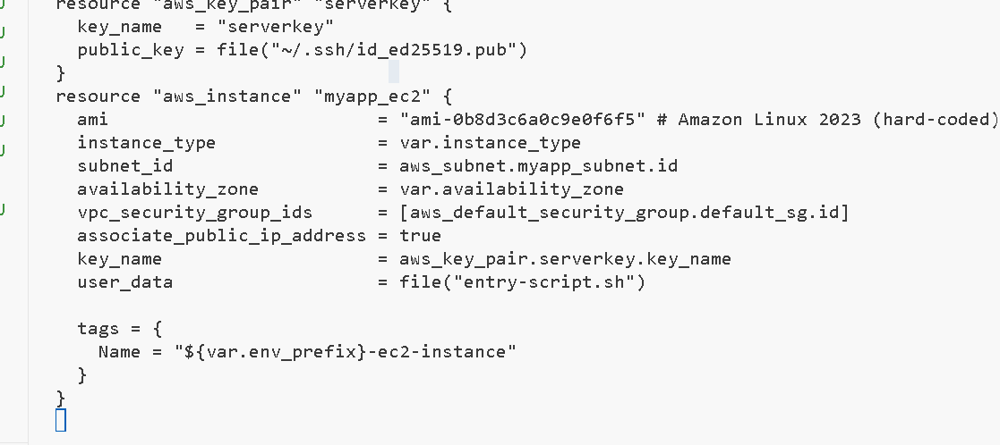 resource "aws_key_pair" "serverkey" {
  key_name   = "serverkey"
  public_key = file("~/.ssh/id_ed25519.pub")
}
resource "aws_instance" "myapp_ec2" {
  ami                         = "ami-0b8d3c6a0c9e0f6f5" # Amazon Linux 2023 (hard-coded)
  instance_type               = var.instance_type
  subnet_id                   = aws_subnet.myapp_subnet.id
  availability_zone           = var.availability_zone
  vpc_security_group_ids      = [aws_default_security_group.default_sg.id]
  associate_public_ip_address = true
  key_name                    = aws_key_pair.serverkey.key_name
  user_data                   = file("entry-script.sh")

  tags = {
    Name = "${var.env_prefix}-ec2-instance"
  }
}